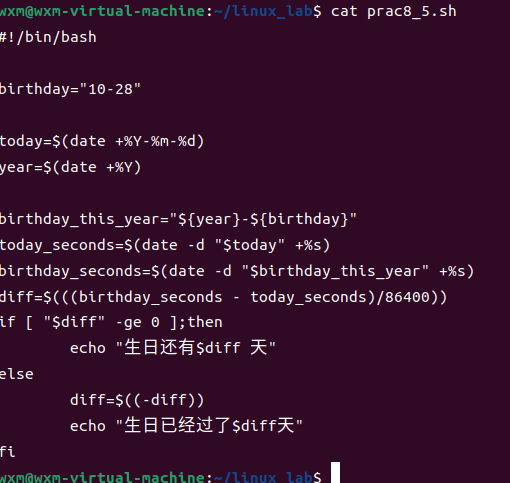 wxm@wxm-virtual-machine:~/linux_lab$ cat prac8_5.sh
#!/bin/bash
birthday="10-28"
today=$(date +%Y-%m-%d)
year=$(date +%Y)
birthday_this_year="${year}-${birthday}"
today_seconds=$(date -d "$today" +%s)
birthday_seconds=$(date -d "$birthday_this_year" +%s)
diff=$(((birthday_seconds - today_seconds)/86400))
if [ "$diff" -ge 0 ];then
        echo "生日还有$diff 天"
else
        diff=$((-diff))
        echo "生日已经过了$diff天"
fi
wxm@wxm-virtual-machine:~/linux_lab$